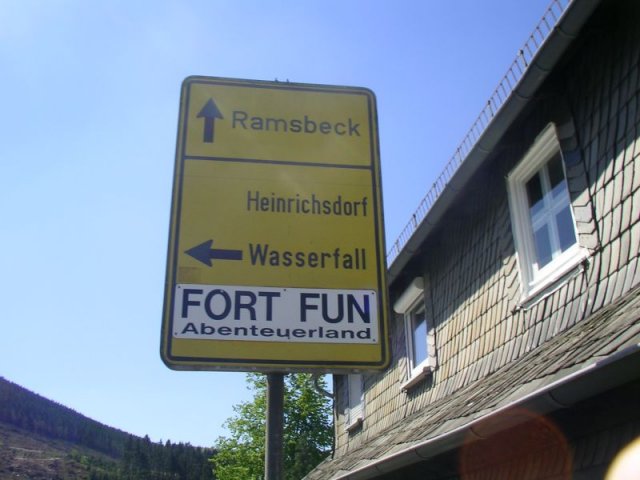 Ramsbeck
Heinrichsdorf
Wasserfall
FORT FUN
Abenteuerland